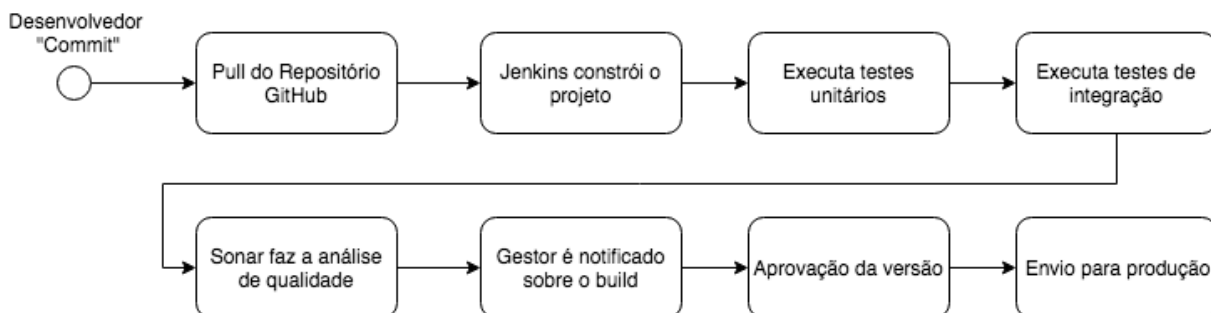 Desenvolvedor
"Commit"
Pull do Repositório
GitHub
Jenkins constrói o
projeto
Executa testes
unitários
Executa testes de
integração
Sonar faz a análise
de qualidade
Gestor é notificado
sobre o build
Aprovação da versão
Envio para produção